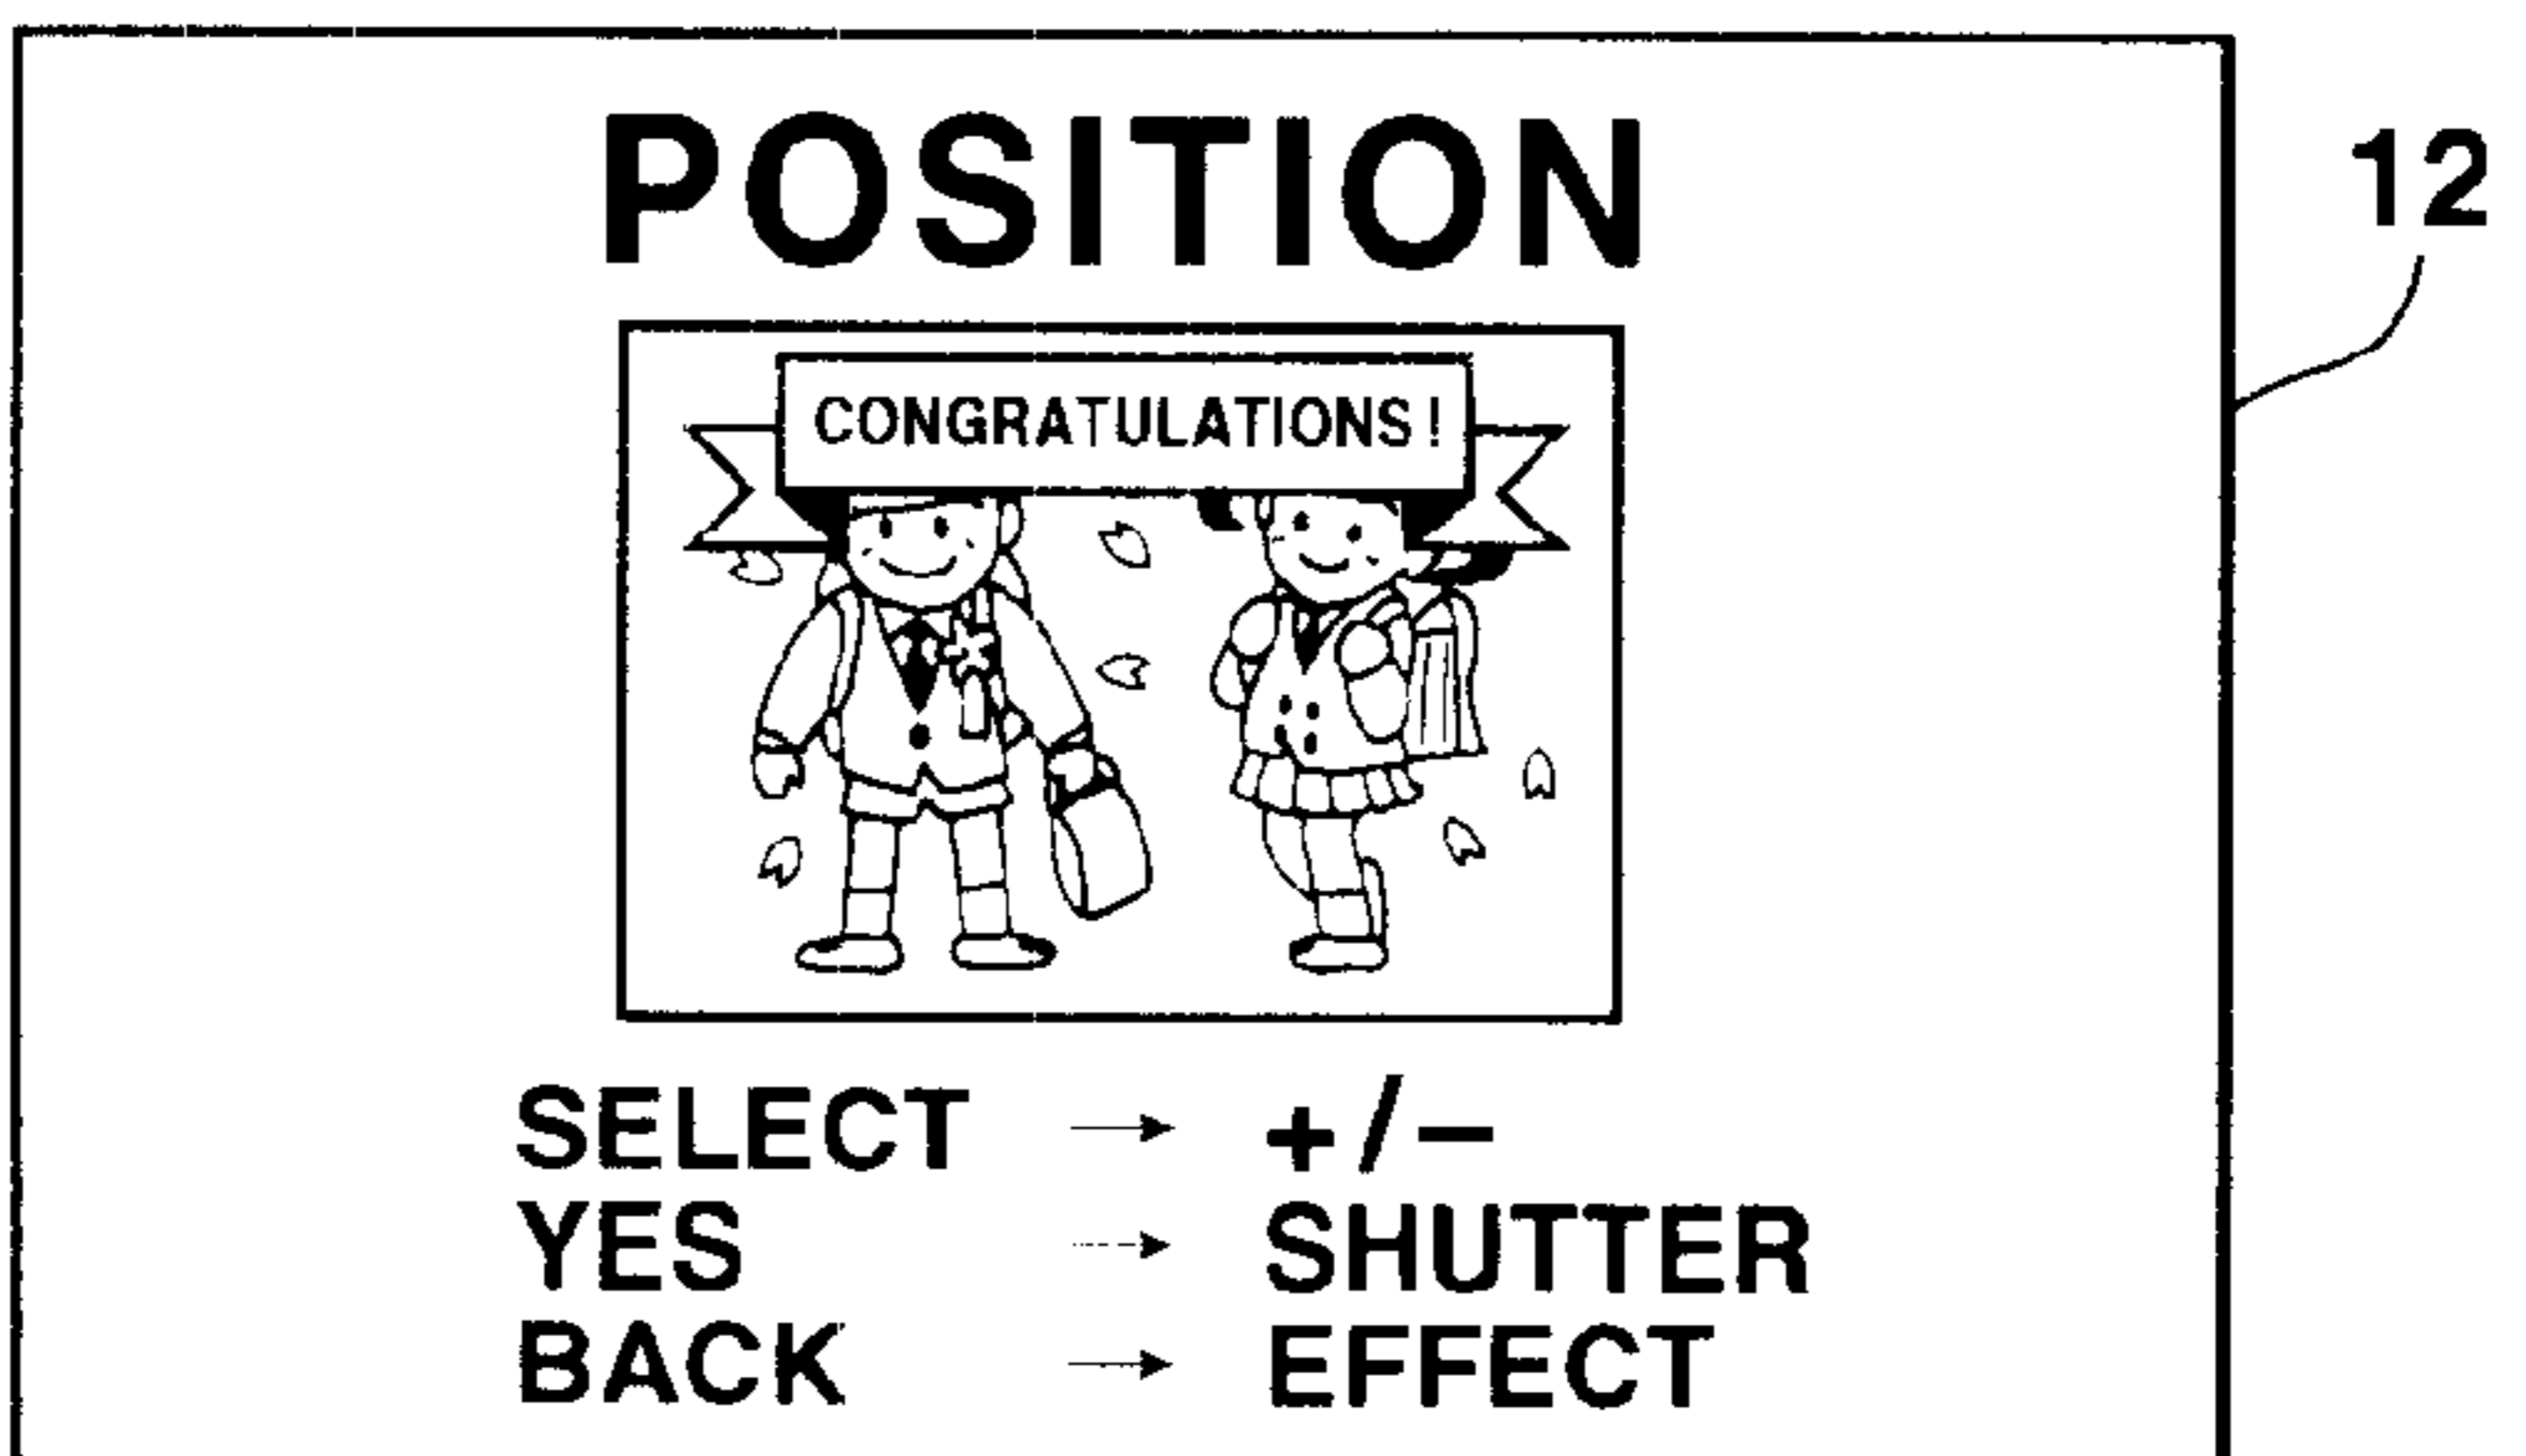 POSITION
12
CONGRATULATIONS!
SELECT → +/−
YES → SHUTTER
BACK → EFFECT